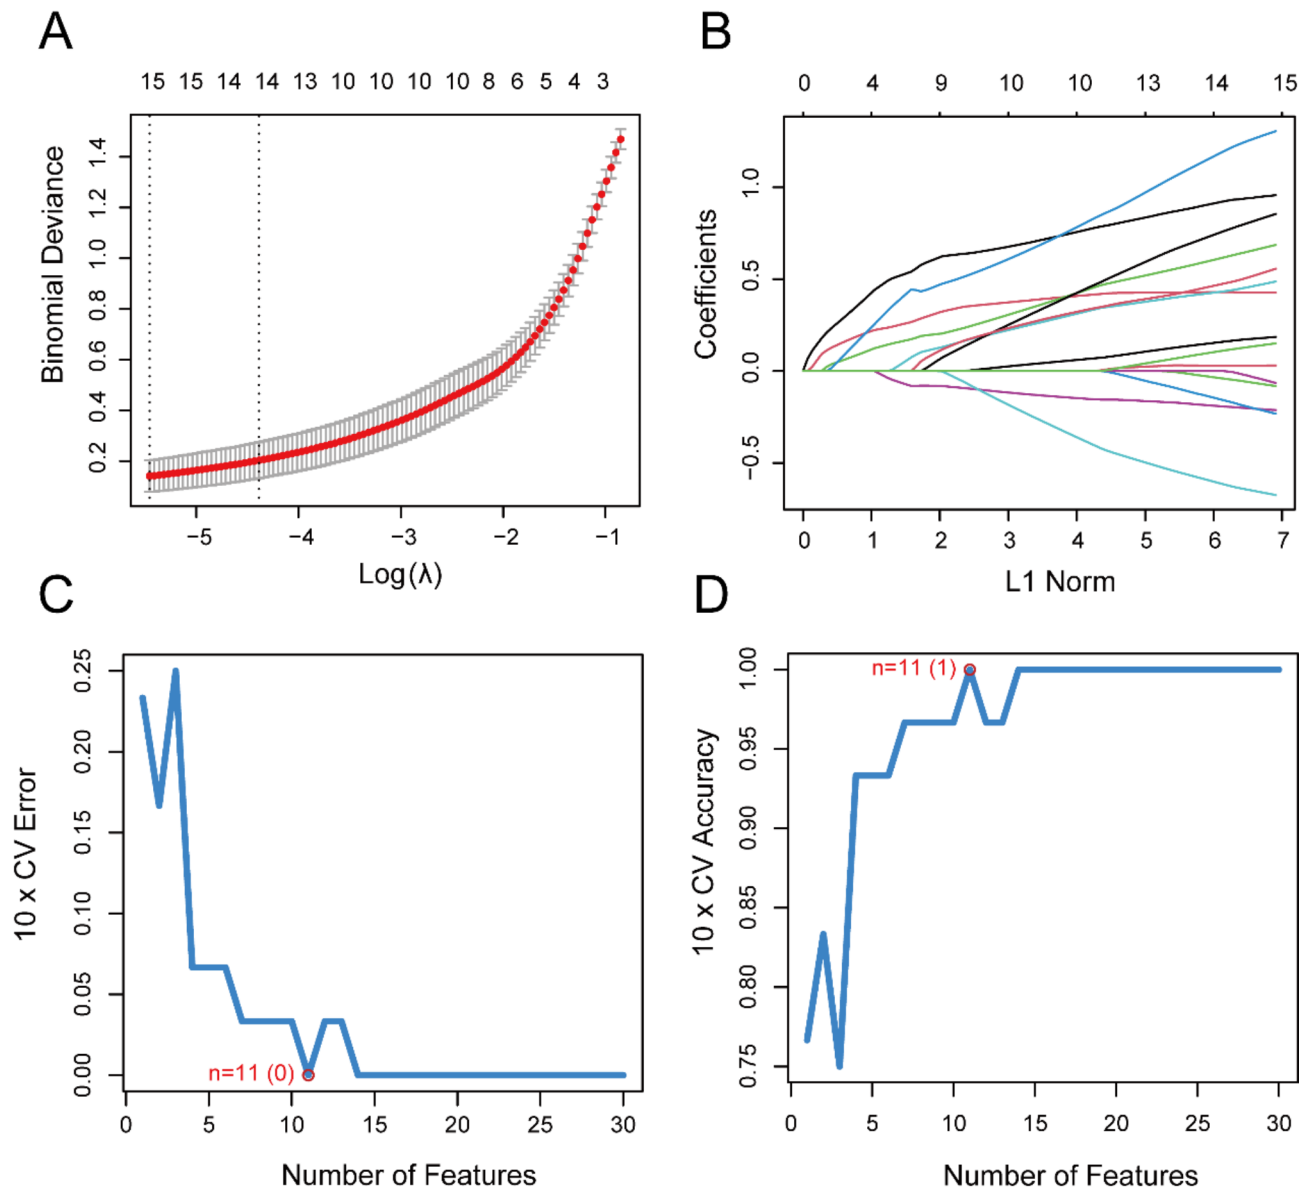 A
15 15 14 14 13 10 10 10 10 8 6 5 4 3
Binomial Deviance
1.4
1.2
1.0
0.8
0.6
0.4
0.2
−5 −4 −3 −2 −1
Log(λ)
B
0 4 9 10 10 13 14 15
Coefficients
1.0
0.5
0.0
−0.5
0 1 2 3 4 5 6 7
L1 Norm
C
10 x CV Error
0.25
0.20
0.15
0.10
0.05
0.00
n=11 (0)
0 5 10 15 20 25 30
Number of Features
D
10 x CV Accuracy
1.00
0.95
0.90
0.85
0.80
0.75
n=11 (1)
0 5 10 15 20 25 30
Number of Features